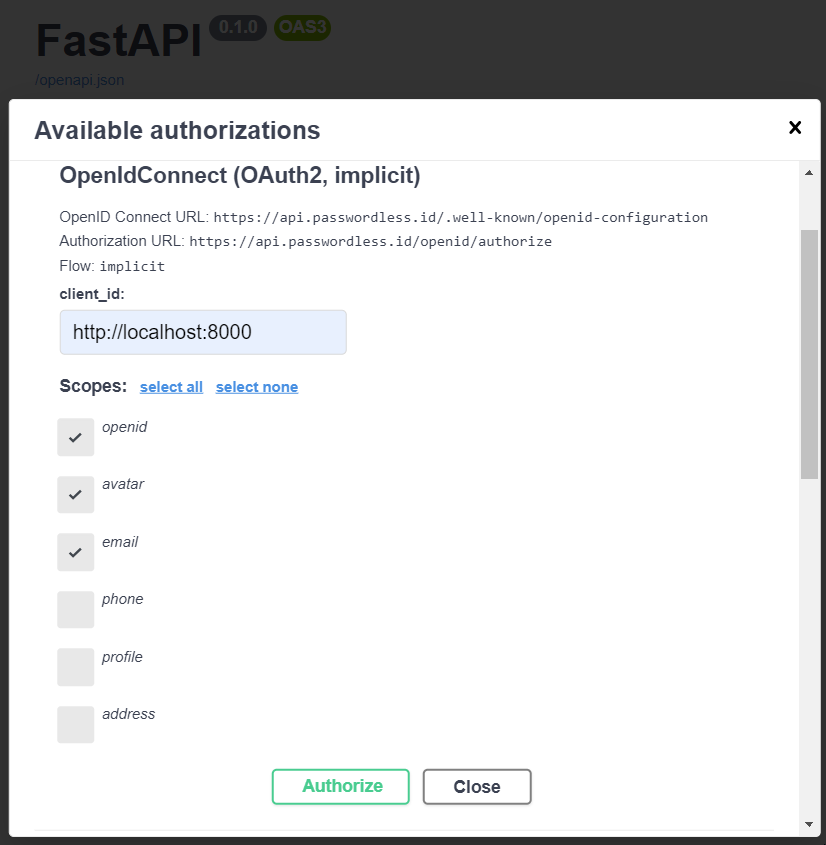 FastAPI 0.1.0 OAS3
/openapi.json
Available authorizations
OpenIdConnect (OAuth2, implicit)
OpenID Connect URL: https://api.passwordless.id/.well-known/openid-configuration
Authorization URL: https://api.passwordless.id/openid/authorize
Flow: implicit
client_id:
http://localhost:8000
Scopes: select all select none
openid
avatar
email
phone
profile
address
Authorize Close